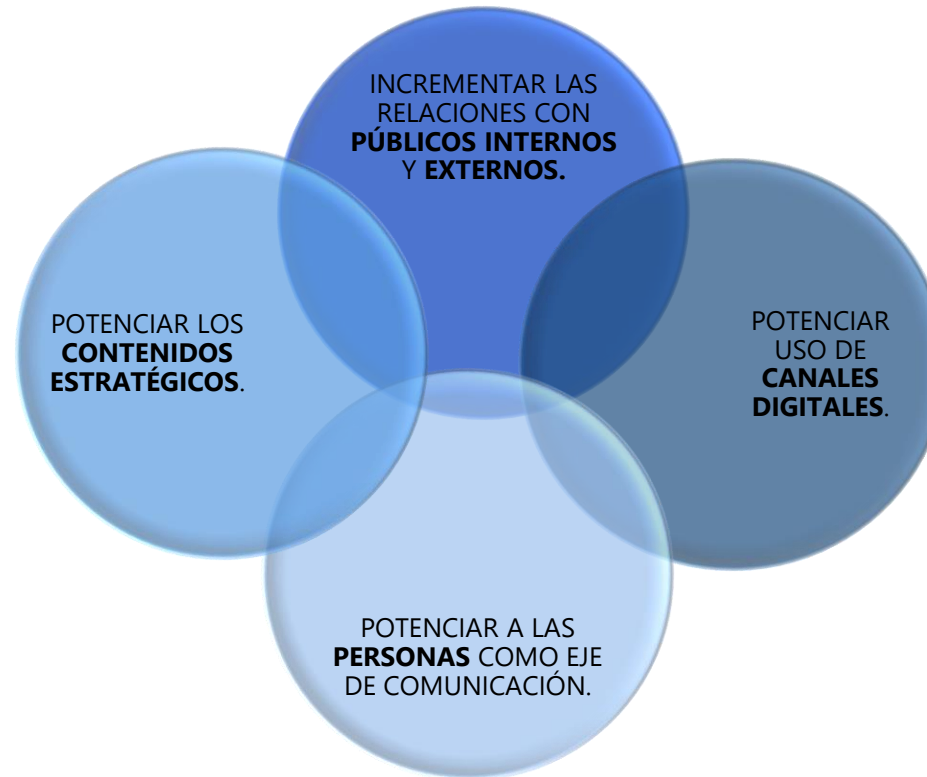 INCREMENTAR LAS
RELACIONES CON
PÚBLICOS INTERNOS
Y EXTERNOS.
POTENCIAR LOS
CONTENIDOS
ESTRATÉGICOS.
POTENCIAR
USO DE
CANALES
DIGITALES.
POTENCIAR A LAS
PERSONAS COMO EJE
DE COMUNICACIÓN.